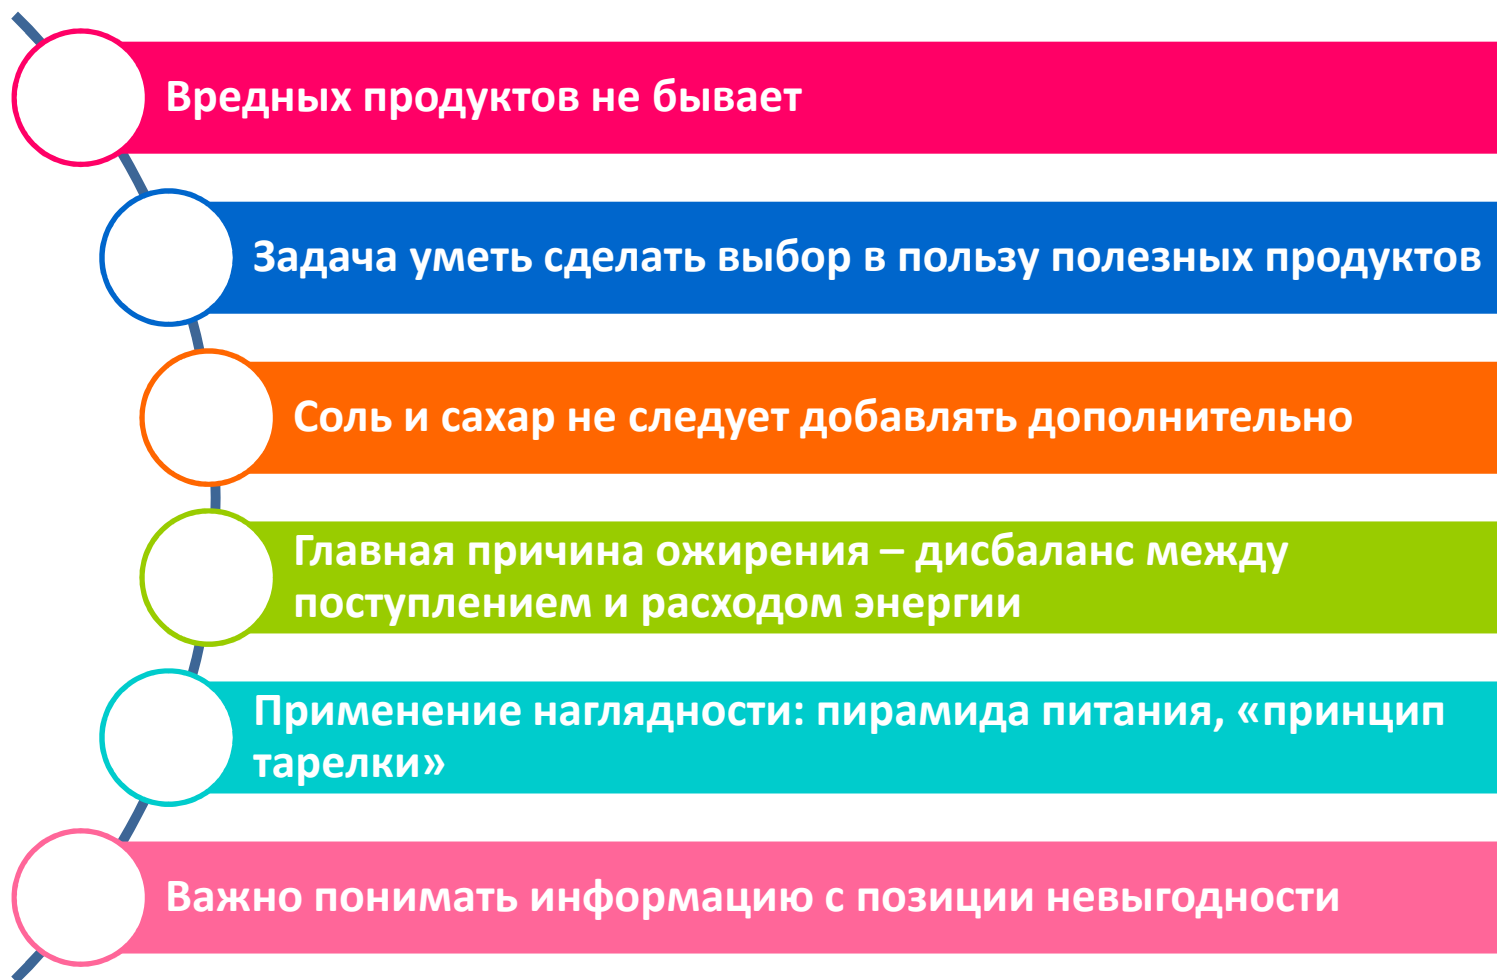 Вредных продуктов не бывает
Задача уметь сделать выбор в пользу полезных продуктов
Соль и сахар не следует добавлять дополнительно
Главная причина ожирения – дисбаланс между
поступлением и расходом энергии
Применение наглядности: пирамида питания, «принцип
тарелки»
Важно понимать информацию с позиции невыгодности